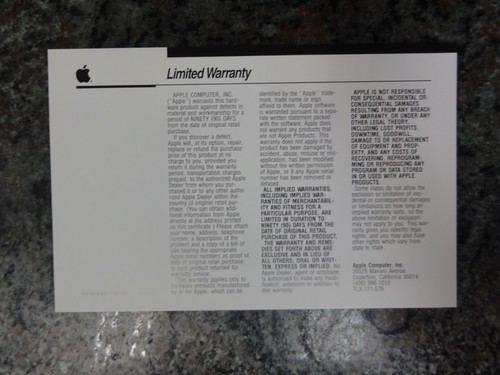 Limited Warranty
APPLE COMPUTER, INC.
("Apple") warrants this hard-
ware product against defects in
material and workmanship for a
period of NINETY (90) DAYS
from the date of original retail
purchase.
If you discover a defect,
Apple will, at its option, repair,
replace or refund the purchase
price of this product at no
charge to you, provided you
return it during the warranty
period, transportation charges
prepaid, to the authorized Apple
Dealer from whom you pur-
chased it or to any other autho-
rized Apple Dealer within the
country of original retail pur-
chase. (You can obtain addi-
tional information from Apple
directly at the address printed
on this certificate.) Please attach
your name, address, telephone
number, a description of the
problem and a copy of a bill of
sale bearing the appropriate
Apple serial numbers as proof of
date of original retail purchase
to each product returned for
warranty service.
The warranty applies only to
hardware products manufactured
by or for Apple, which can be
identified by the "Apple" trade-
mark, trade name or logo
affixed to them. Apple software
is warranted pursuant to a sepa-
rate written statement packed
with the software. Apple does
not warrant any products that
are not Apple Products. This
warranty does not apply if the
product has been damaged by
accident, abuse, misuse or mis-
application, has been modified
without the written permission
of Apple, or if any Apple serial
number has been removed or
defaced.
ALL IMPLIED WARRANTIES,
INCLUDING IMPLIED WAR-
RANTIES OF MERCHANTABIL-
ITY AND FITNESS FOR A
PARTICULAR PURPOSE, ARE
LIMITED IN DURATION TO
NINETY (90) DAYS FROM THE
DATE OF ORIGINAL RETAIL
PURCHASE OF THIS PRODUCT.
THE WARRANTY AND REME-
DIES SET FORTH ABOVE ARE
EXCLUSIVE AND IN LIEU OF
ALL OTHERS, ORAL OR WRIT-
TEN, EXPRESS OR IMPLIED. No
Apple Dealer, agent or employee
is authorized to make any modi-
fication, extension or addition to
this warranty.
APPLE IS NOT RESPONSIBLE
FOR SPECIAL, INCIDENTAL OR
CONSEQUENTIAL DAMAGES
RESULTING FROM ANY BREACH
OF WARRANTY, OR UNDER ANY
OTHER LEGAL THEORY,
INCLUDING LOST PROFITS,
DOWNTIME, GOODWILL,
DAMAGE TO OR REPLACEMENT
OF EQUIPMENT AND PROP-
ERTY, AND ANY COSTS OF
RECOVERING, REPROGRAM-
MING OR REPRODUCING ANY
PROGRAM OR DATA STORED
IN OR USED WITH APPLE
PRODUCTS.
Some states do not allow the
exclusion or limitation of inci-
dental or consequential damages
or limitations on how long an
implied warranty lasts, so the
above limitation or exclusion
may not apply to you. This war-
ranty gives you specific legal
rights, and you may also have
other rights which vary from
state to state.
Apple Computer, Inc.
20525 Mariani Avenue
Cupertino, California 95014
(408) 996-1010
TLX 171-576